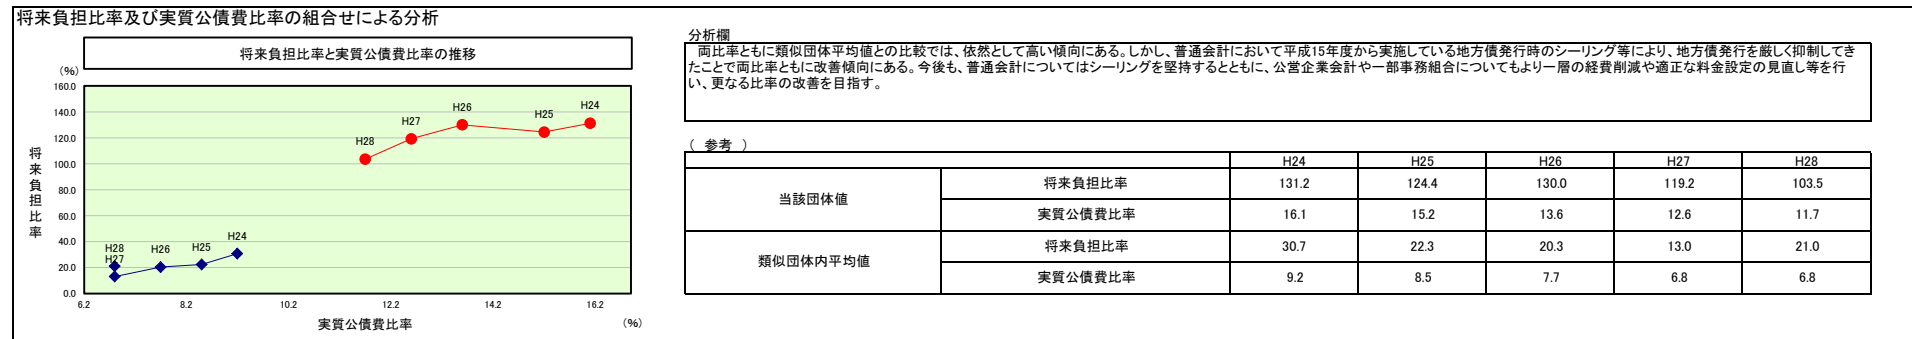 将来負担比率及び実質公債費比率の組合せによる分析
将来負担比率と実質公債費比率の推移
(%)
160.0
140.0
120.0
100.0
80.0
60.0
40.0
20.0
0.0
将来負担比率
H24
H25
H26
H27
H28
H24
H25
H26
H28
H27
6.2 8.2 10.2 12.2 14.2 16.2
実質公債費比率
(%)
分析欄
両比率ともに類似団体平均値との比較では、依然として高い傾向にある。しかし、普通会計において平成15年度から実施している地方債発行時のシーリング等により、地方債発行を厳しく抑制してき
たことで両比率ともに改善傾向にある。今後も、普通会計についてはシーリングを堅持するとともに、公営企業会計や一部事務組合についてもより一層の経費削減や適正な料金設定の見直し等を行
い、更なる比率の改善を目指す。
( 参考 )
H24 H25 H26 H27 H28
当該団体値
将来負担比率 131.2 124.4 130.0 119.2 103.5
実質公債費比率 16.1 15.2 13.6 12.6 11.7
類似団体内平均値
将来負担比率 30.7 22.3 20.3 13.0 21.0
実質公債費比率 9.2 8.5 7.7 6.8 6.8